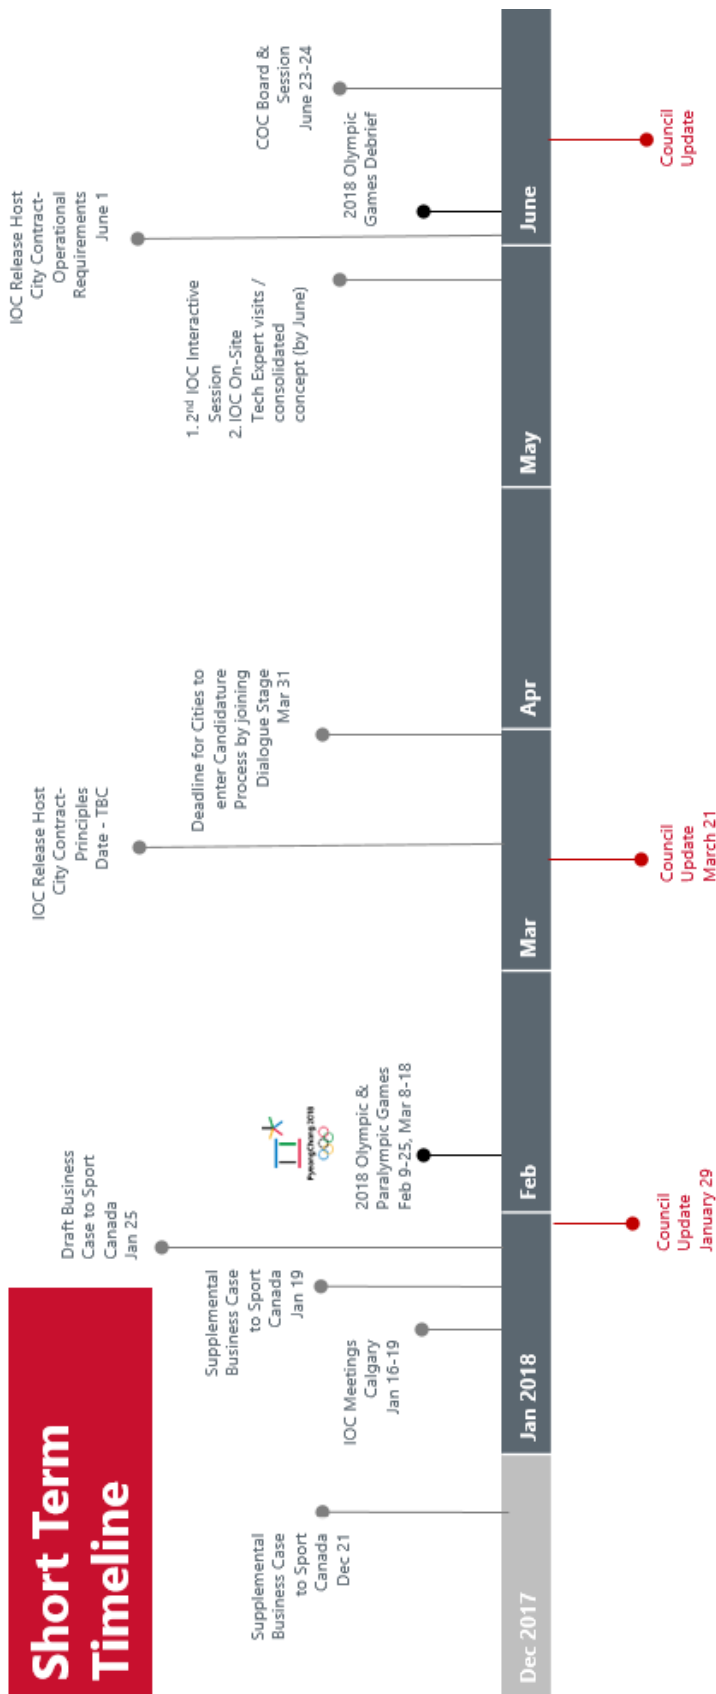 Short Term
Timeline
Supplemental
Business Case
to Sport
Canada
Dec 21
IOC Meetings
Calgary
Jan 16-19
Supplemental
Business Case
to Sport
Canada
Jan 19
Draft Business
Case to Sport
Canada
Jan 25
PyeongChang 2018
2018 Olympic &
Paralympic Games
Feb 9-25, Mar 8-18
IOC Release Host
City Contract-
Principles
Date - TBC
Deadline for Cities to
enter Candidature
Process by joining
Dialogue Stage
Mar 31
1. 2nd IOC Interactive
Session
2. IOC On-Site
Tech Expert visits /
consolidated
concept (by June)
IOC Release Host
City Contract-
Operational
Requirements
June 1
2018 Olympic
Games Debrief
COC Board &
Session
June 23-24
Dec 2017
Jan 2018
Feb
Mar
Apr
May
June
Council
Update
January 29
Council
Update
March 21
Council
Update